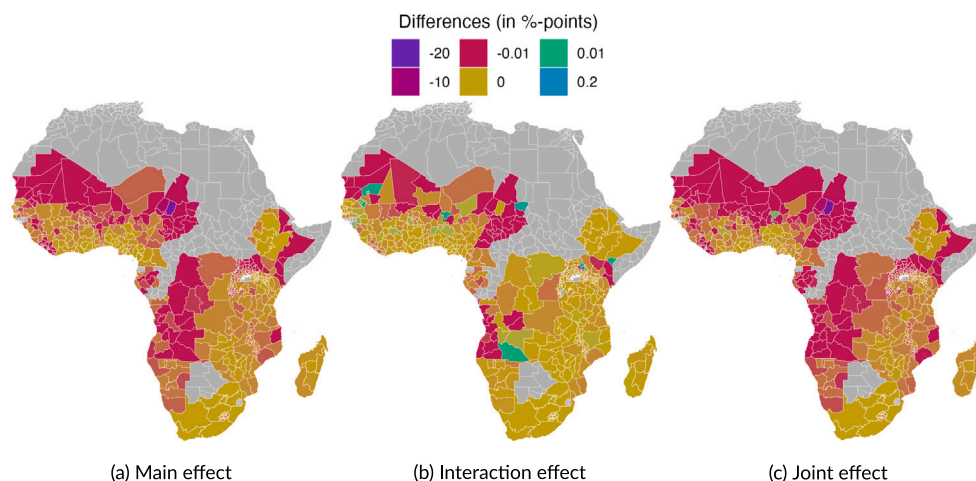 Differences (in %-points)
-20 -0.01 0.01
-10 0 0.2
(a) Main effect
(b) Interaction effect
(c) Joint effect